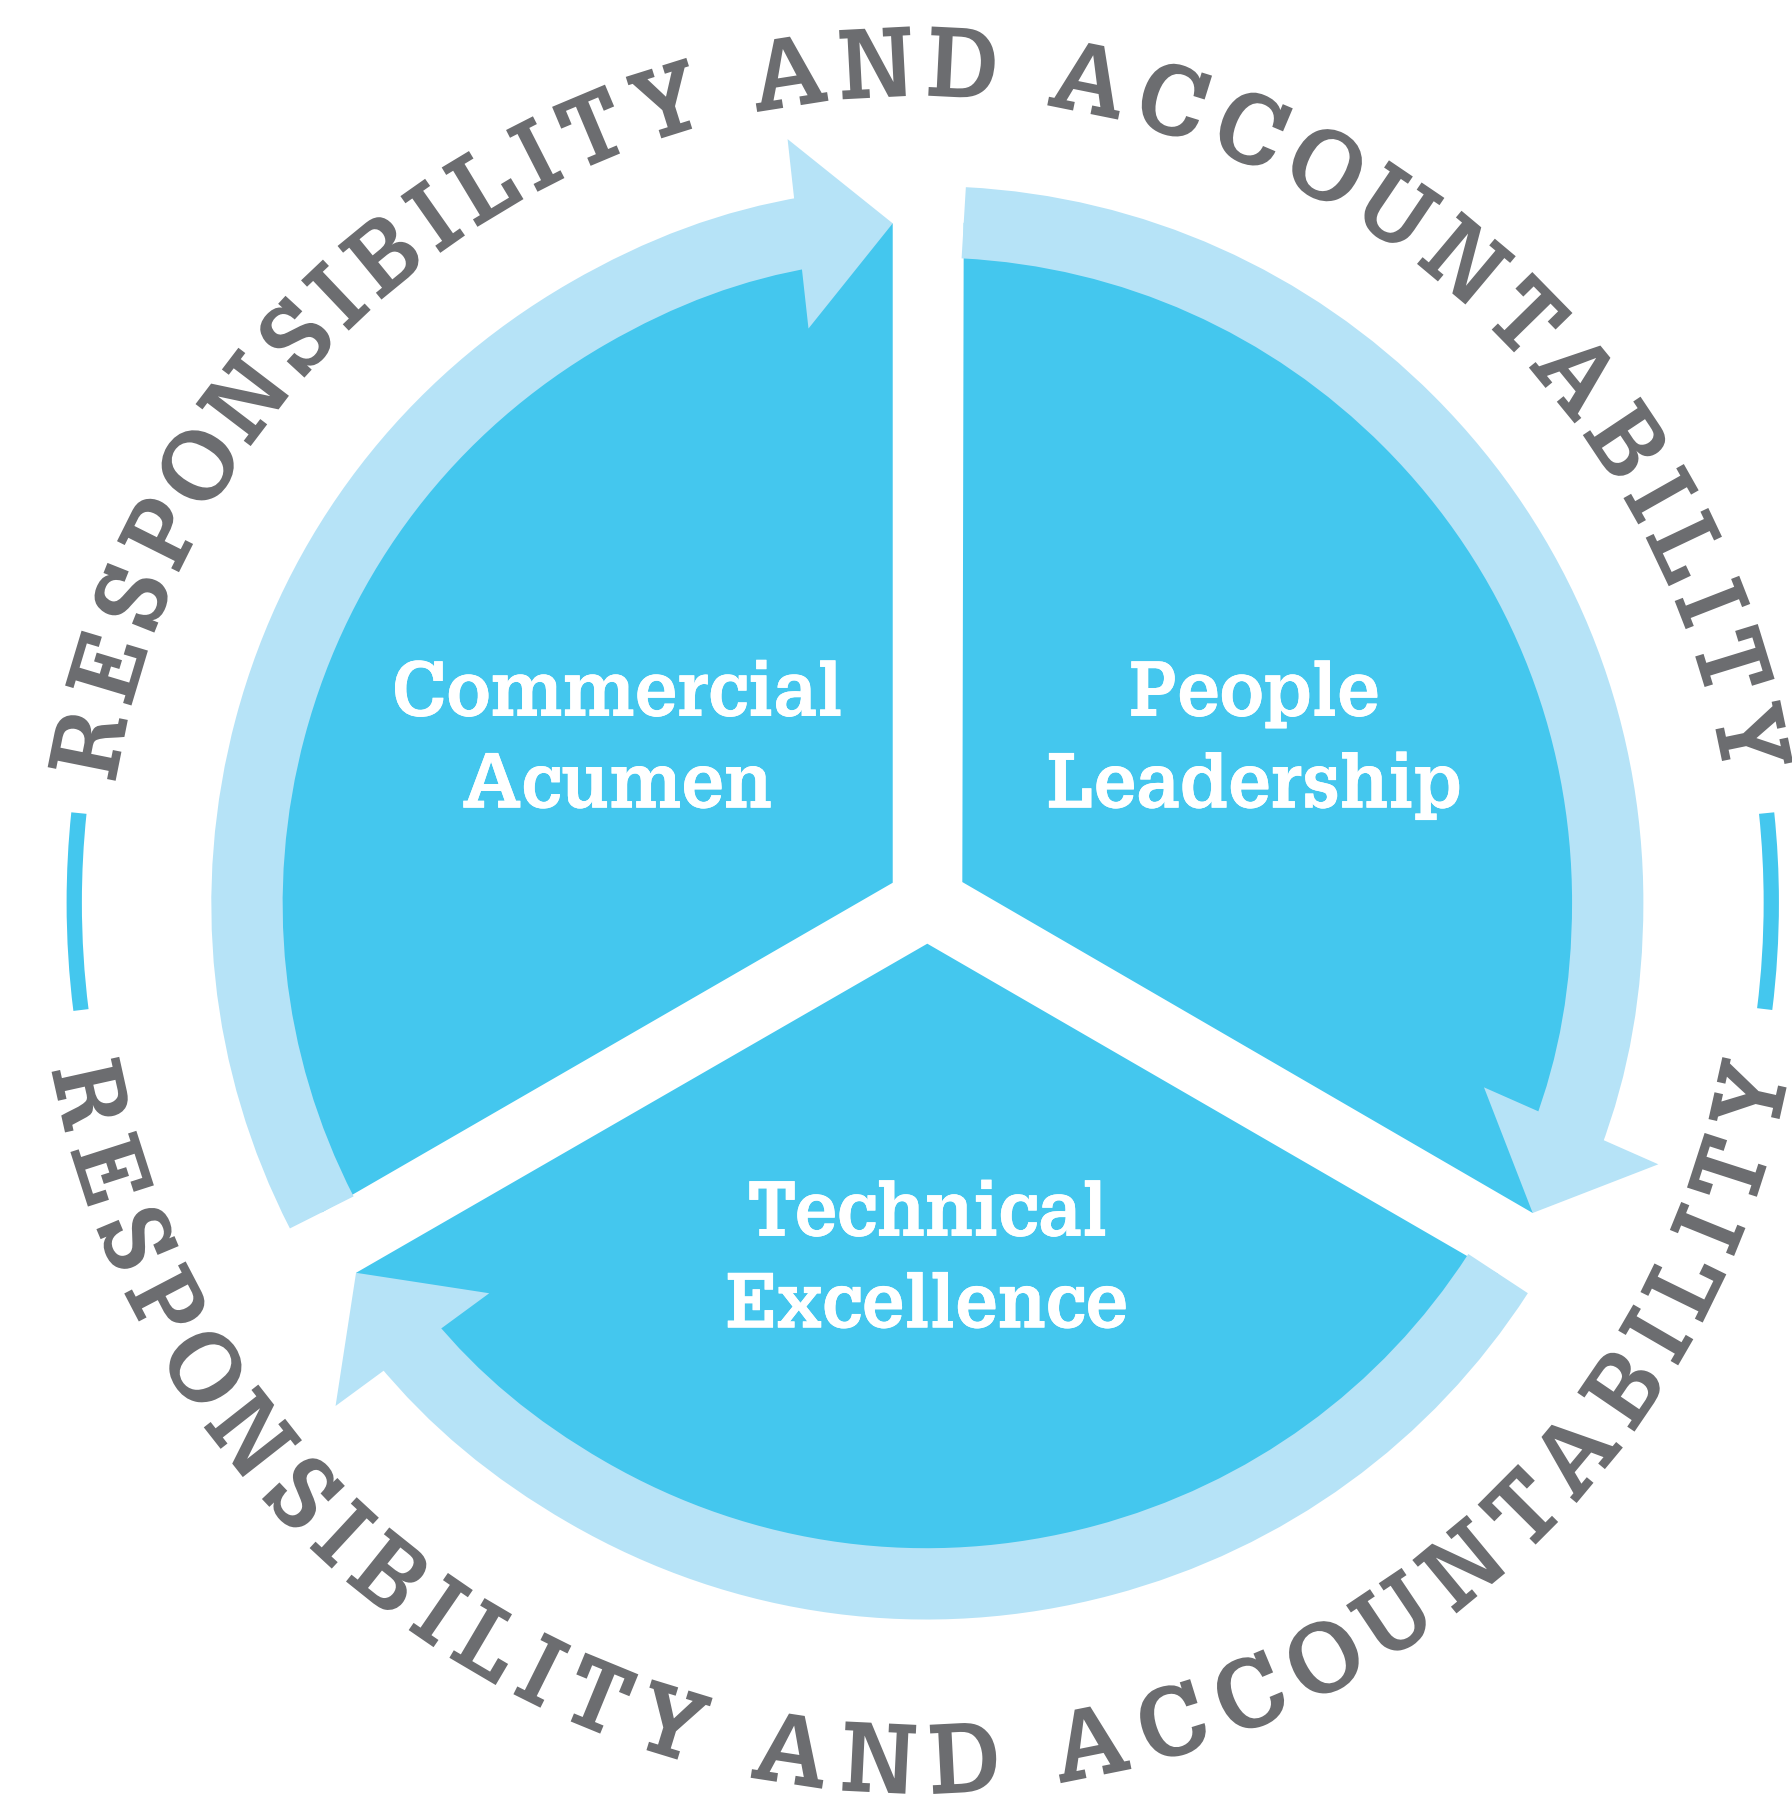 RESPONSIBILITY AND ACCOUNTABILITY
Commercial
Acumen
People
Leadership
Technical
Excellence
RESPONSIBILITY AND ACCOUNTABILITY